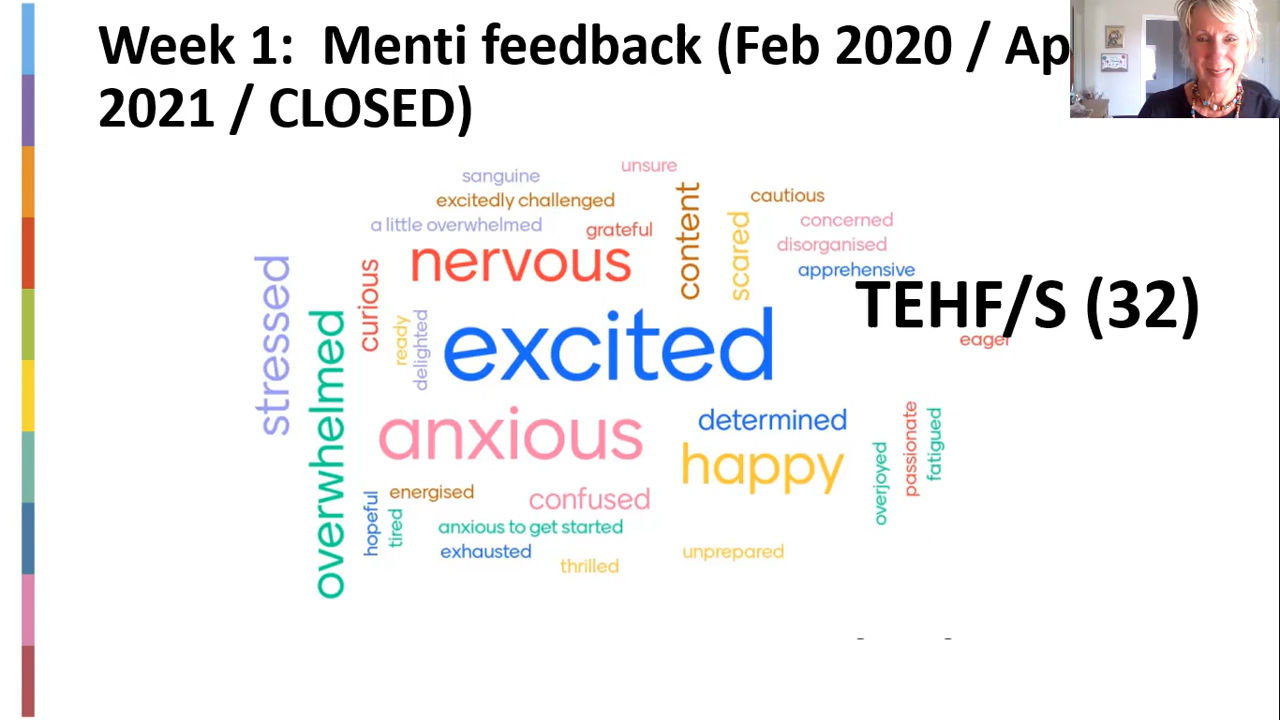 Week 1:  Menti feedback (Feb 2020 / Ap
2021 / CLOSED)
unsure
sanguine
cautious
excitedly challenged
content
a little overwhelmed
grateful
scared
concerned
disorganised
nervous
apprehensive
stressed
curious
TEHF/S (32)
eager
overwhelmed
ready
delighted
excited
anxious
determined
happy
passionate
fatigued
overjoyed
energised
confused
hopeful
tired
anxious to get started
exhausted
unprepared
thrilled